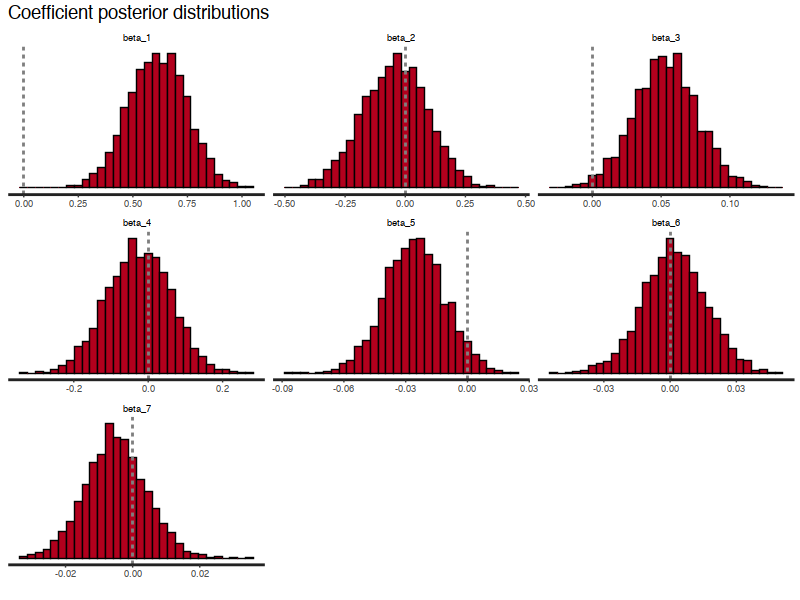 Coefficient posterior distributions
beta_1 beta_2 beta_3
0.00 0.25 0.50 0.75 1.00 -0.50 -0.25 0.00 0.25 0.50 0.00 0.05 0.10
beta_4 beta_5 beta_6
-0.2 0.0 0.2 -0.09 -0.06 -0.03 0.00 0.03 -0.03 0.00 0.03
beta_7
-0.02 0.00 0.02